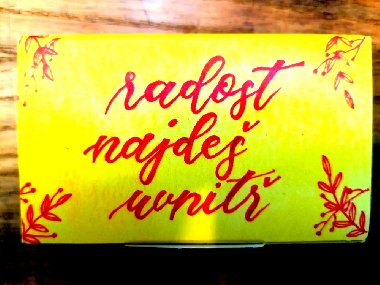 radost
najdeš
uvnitř